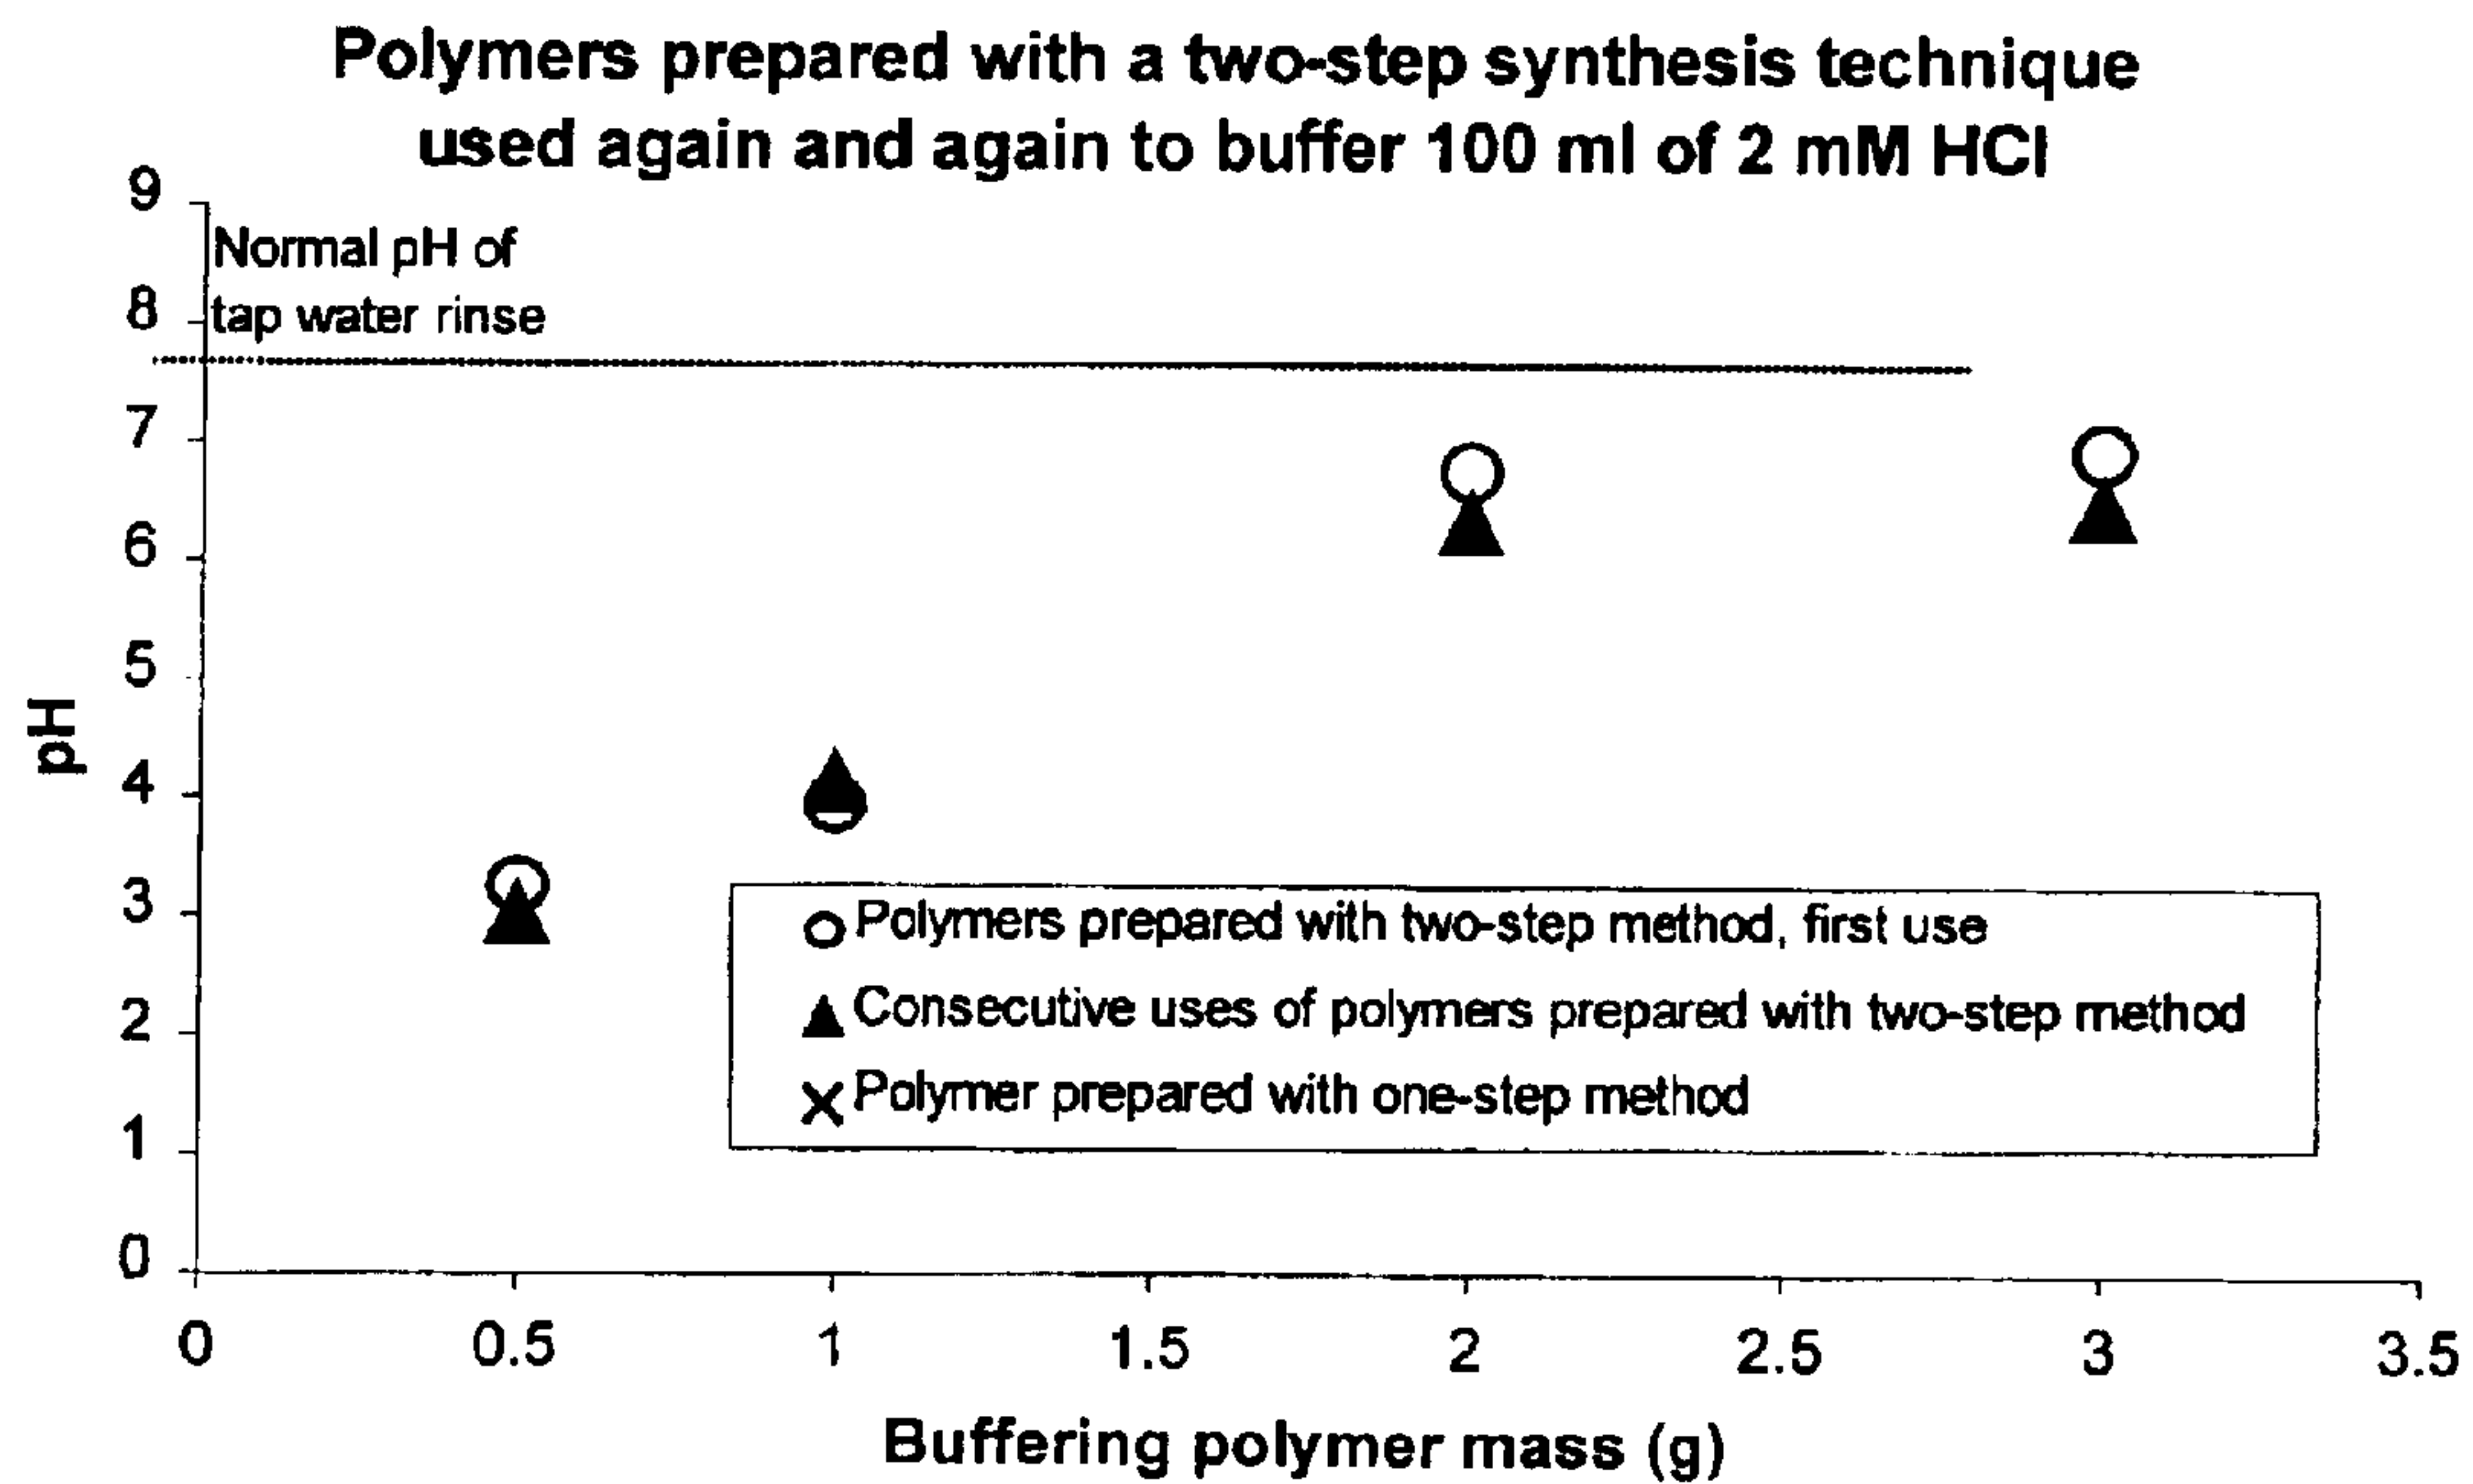 Polymers prepared with a two-step synthesis technique
used again and again to buffer 100 ml of 2 mM HCl
9
Normal pH of
8
tap water rinse
7
6
5
pH
4
3
Polymers prepared with two-step method, first use
Consecutive uses of polymers prepared with two-step method
2
Polymer prepared with one-step method
1
0
0 0.5 1 1.5 2 2.5 3 3.5
Buffering polymer mass (g)